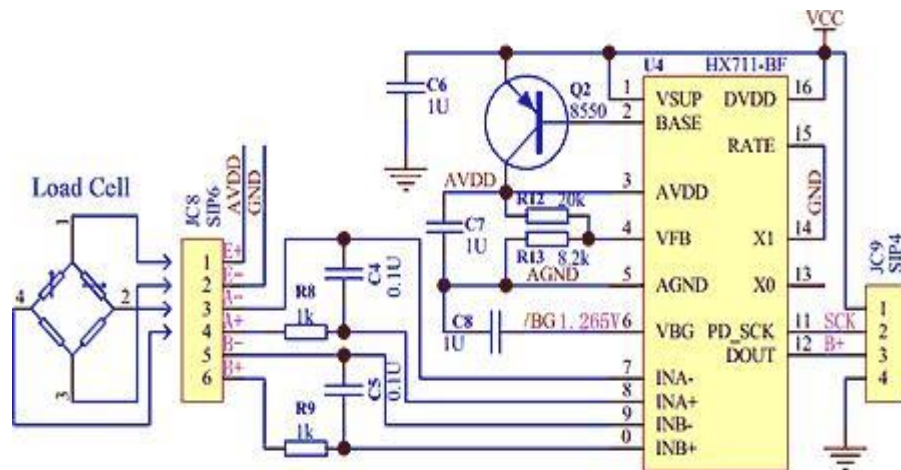 VCC
U4
HX711-BF
C6
1U
Q2
8550
1
VSUP
DVDD
16
2
BASE
RATE
15
AVDD
3
AVDD
R12
20k
GND
C7
1U
4
VFB
X1
14
R13
8.2k
AGND
5
AGND
X0
13
C8
1U
/BG 1.265V
6
VBG
PD_SCK
11
SCK
DOUT
12
B+
7
INA-
8
INA+
9
INB-
0
INB+
JC9
SIP4
1
2
3
4
Load Cell
1
4
2
3
JC8
SIP6
AVDD
GND
1
E+
2
E-
3
A-
4
A+
5
B-
6
B+
R8
1k
C4
0.1U
R9
1k
C5
0.1U